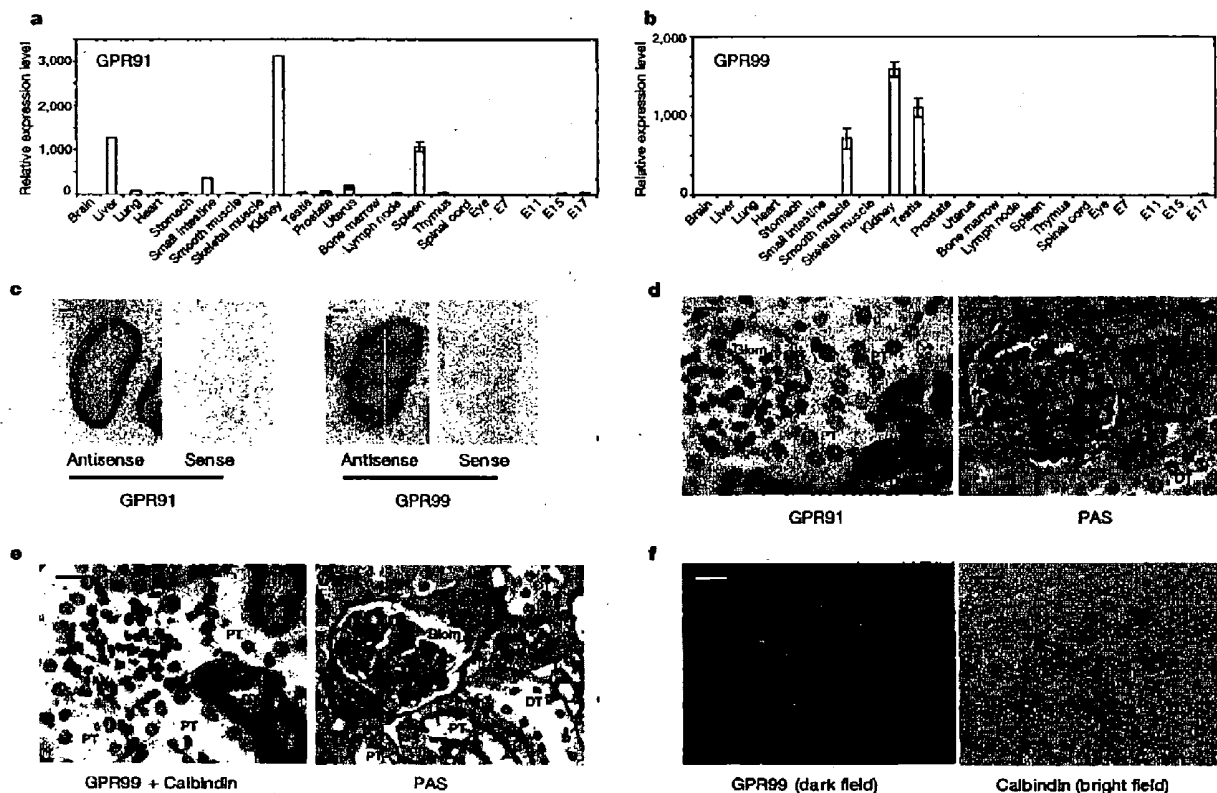 a
Relative expression level
3,000
2,000
1,000
0
GPR91
Brain
Liver
Lung
Heart
Stomach
Small intestine
Smooth muscle
Skeletal muscle
Kidney
Testis
Prostate
Uterus
Bone marrow
Lymph node
Spleen
Thymus
Spinal cord
Eye
E7
E11
E15
E17
b
Relative expression level
2,000
1,000
0
GPR99
Brain
Liver
Lung
Heart
Stomach
Small intestine
Smooth muscle
Skeletal muscle
Kidney
Testis
Prostate
Uterus
Bone marrow
Lymph node
Spleen
Thymus
Spinal cord
Eye
E7
E11
E15
E17
c
Antisense Sense
GPR91
Antisense Sense
GPR99
d
Glom
PT
PT
GPR91
DT
PAS
e
PT
PT
PT
GPR99 + Calbindin
Glom
DT
PT
PT
PAS
f
GPR99 (dark field)
Calbindin (bright field)